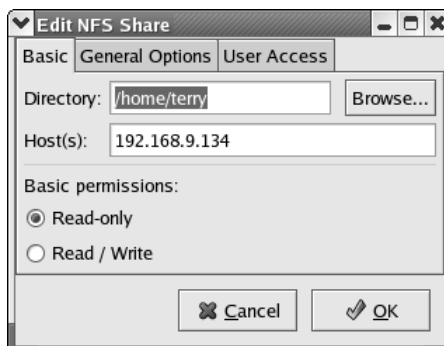 Edit NFS Share
Basic General Options User Access
Directory: /home/terry Browse...
Host(s): 192.168.9.134
Basic permissions:
Read-only
Read / Write
Cancel OK